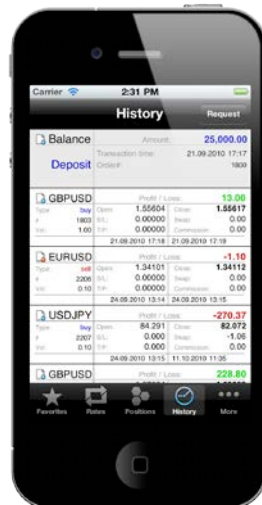 Carrier 2:31 PM
History Request
Balance Amount: 25,000.00
Transaction time: 21.09.2010 17:17
Deposit Order#: 1809
GBPUSD Profit / Loss: 13.00
Type: buy Open: 1.55604 Close: 1.55617
# 1803 S/L: 0.00000 Swap: 0.00
Vol: 1.00 T/P: 0.00000 Commission: 0.00
21.09.2010 17:18 21.09.2010 17:19
EURUSD Profit / Loss: -1.10
Type: sell Open: 1.34101 Close: 1.34112
# 2206 S/L: 0.00000 Swap: 0.00
Vol: 0.10 T/P: 0.00000 Commission: 0.00
24.09.2010 13:14 24.09.2010 13:15
USDJPY Profit / Loss: -270.37
Type: buy Open: 84.291 Close: 82.072
# 2207 S/L: 0.000 Swap: -1.06
Vol: 0.10 T/P: 0.000 Commission: 0.00
24.09.2010 13:15 11.10.2010 11:35
GBPUSD Profit / Loss: 228.80
Favorites Rates Positions History More